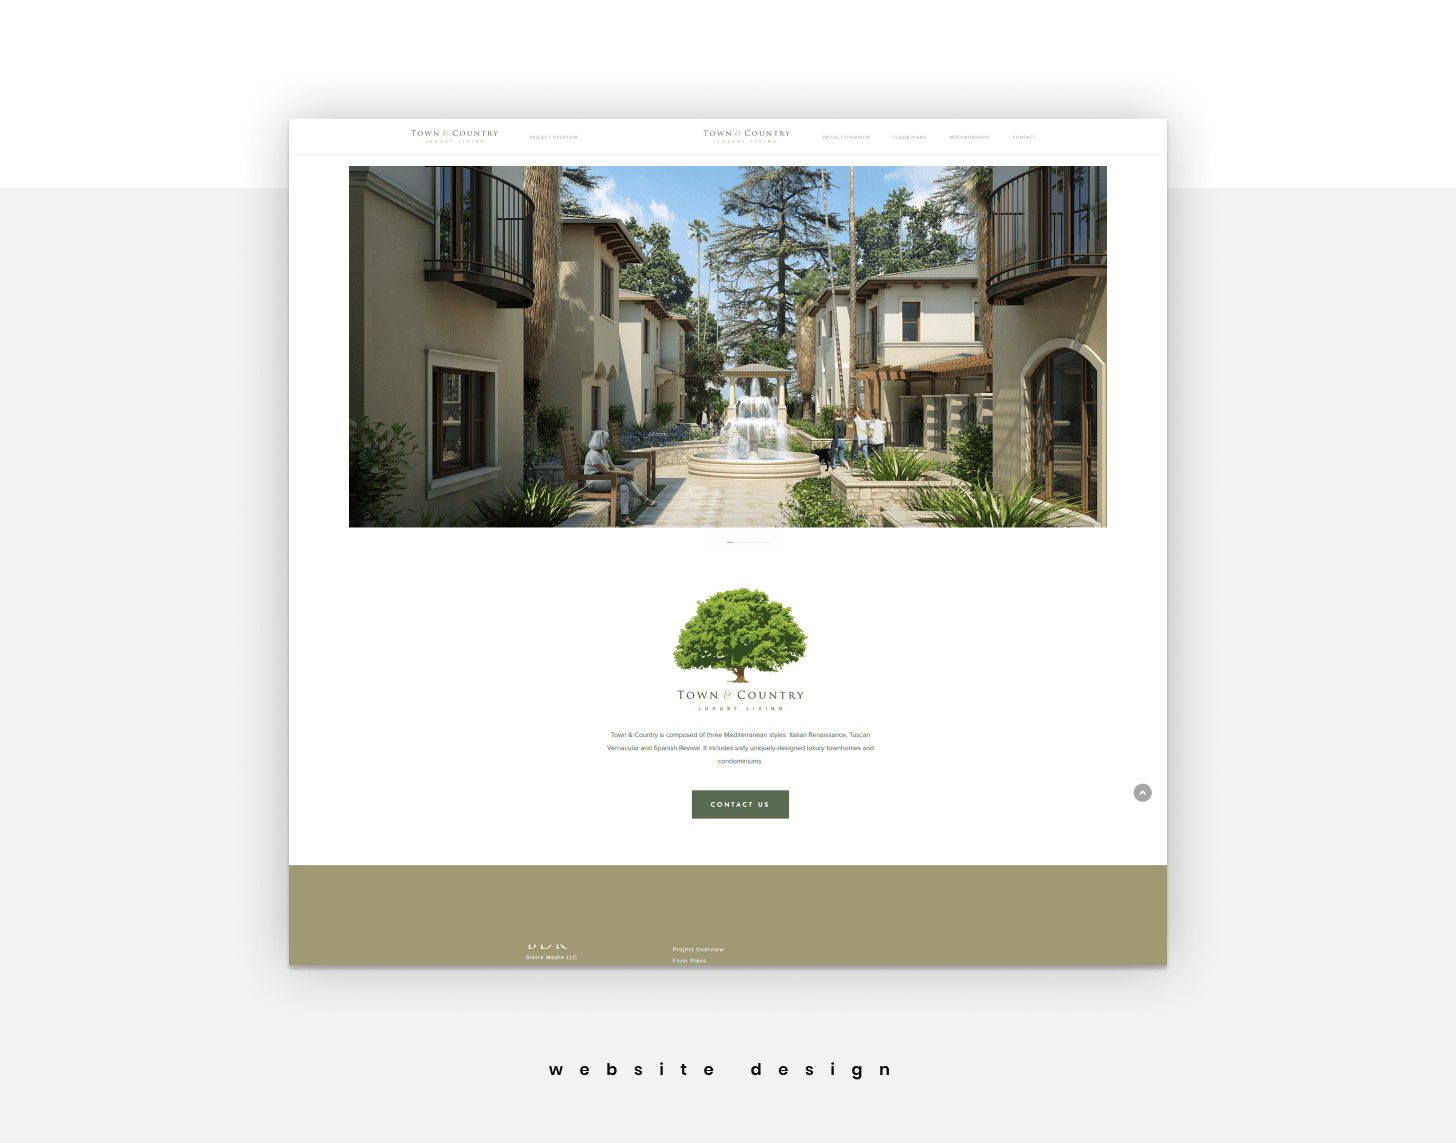 TOWN & COUNTRY
· LUXURY LIVING ·
PROJECT OVERVIEW
TOWN & COUNTRY
· LUXURY LIVING ·
PROJECT OVERVIEW
FLOOR PLANS
NEIGHBORHOOD
CONTACT
TOWN & COUNTRY
· LUXURY LIVING ·
Town & Country is composed of three Mediterranean styles: Italian Renaissance, Tuscan
Vernacular and Spanish Revival. It includes sixty uniquely-designed luxury townhomes and
condominiums.
CONTACT US
Sierra Madre LLC
Project Overview
Floor Plans
website design